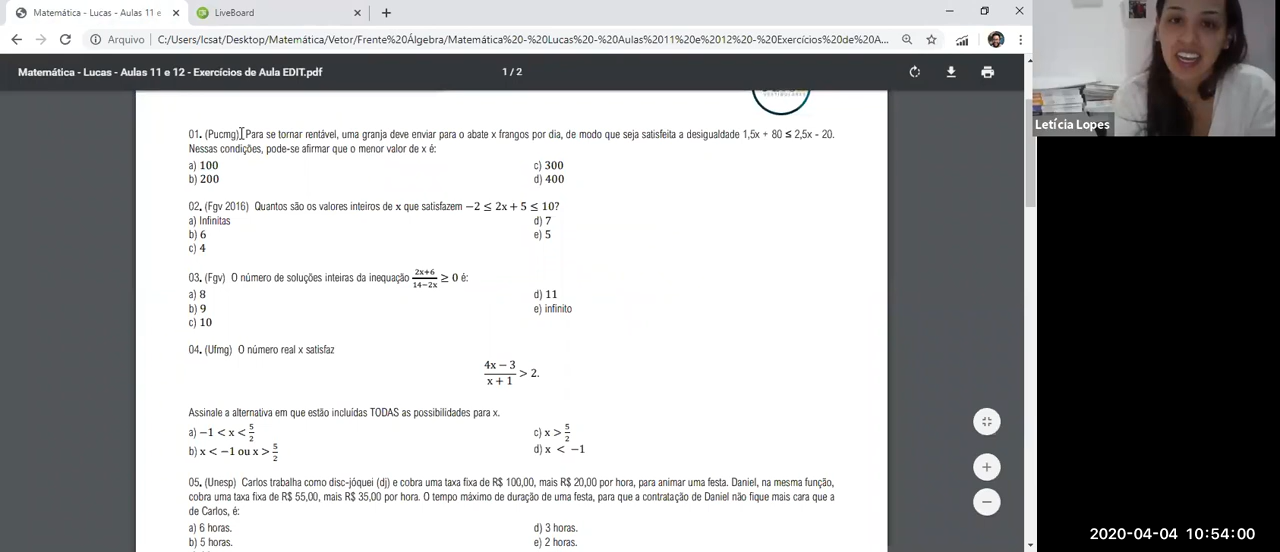 Matemática - Lucas - Aulas 11 e
LiveBoard
Arquivo
C:/Users/lcsat/Desktop/Matemática/Vetor/Frente%20Álgebra/Matemática%20-%20Lucas%20-%20Aulas%2011%20e%2012%20-%20Exercícios%20de%20A...
Matemática - Lucas - Aulas 11 e 12 - Exercícios de Aula EDIT.pdf
1 / 2
01. (Pucmg) Para se tornar rentável, uma granja deve enviar para o abate x frangos por dia, de modo que seja satisfeita a desigualdade 1,5x + 80 ≤ 2,5x - 20.
Nessas condições, pode-se afirmar que o menor valor de x é:
a) 100
b) 200
c) 300
d) 400
02. (Fgv 2016) Quantos são os valores inteiros de x que satisfazem −2 ≤ 2x + 5 ≤ 10?
a) Infinitas
b) 6
c) 4
d) 7
e) 5
03. (Fgv) O número de soluções inteiras da inequação (2x+6)/(14−2x) ≥ 0 é:
a) 8
b) 9
c) 10
d) 11
e) infinito
04. (Ufmg) O número real x satisfaz
(4x − 3)/(x + 1) > 2.
Assinale a alternativa em que estão incluídas TODAS as possibilidades para x.
a) −1 < x < 5/2
b) x < −1 ou x > 5/2
c) x > 5/2
d) x < −1
05. (Unesp) Carlos trabalha como disc-jóquei (dj) e cobra uma taxa fixa de R$ 100,00, mais R$ 20,00 por hora, para animar uma festa. Daniel, na mesma função,
cobra uma taxa fixa de R$ 55,00, mais R$ 35,00 por hora. O tempo máximo de duração de uma festa, para que a contratação de Daniel não fique mais cara que a
de Carlos, é:
a) 6 horas.
b) 5 horas.
d) 3 horas.
e) 2 horas.
Letícia Lopes
2020-04-04 10:54:00